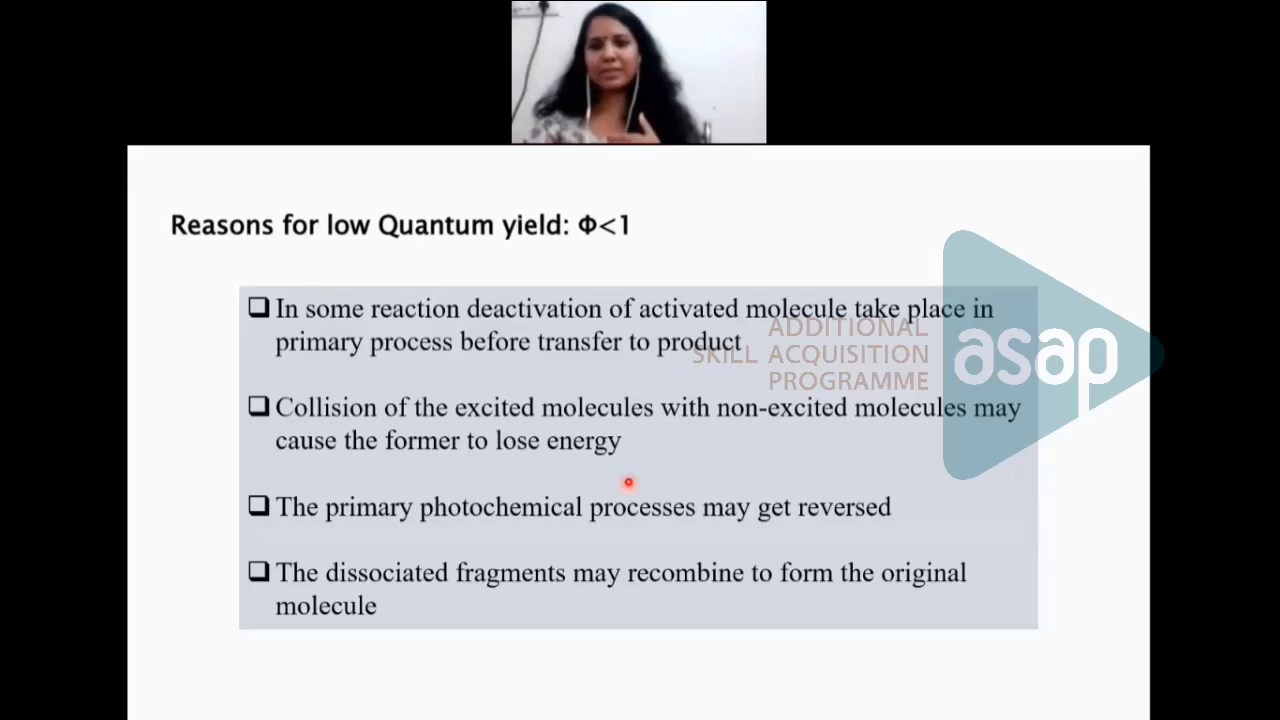 Reasons for low Quantum yield: Φ<1
❑ In some reaction deactivation of activated molecule take place in
primary process before transfer to product
❑ Collision of the excited molecules with non-excited molecules may
cause the former to lose energy
❑ The primary photochemical processes may get reversed
❑ The dissociated fragments may recombine to form the original
molecule
ADDITIONAL
SKILL ACQUISITION
PROGRAMME
asap